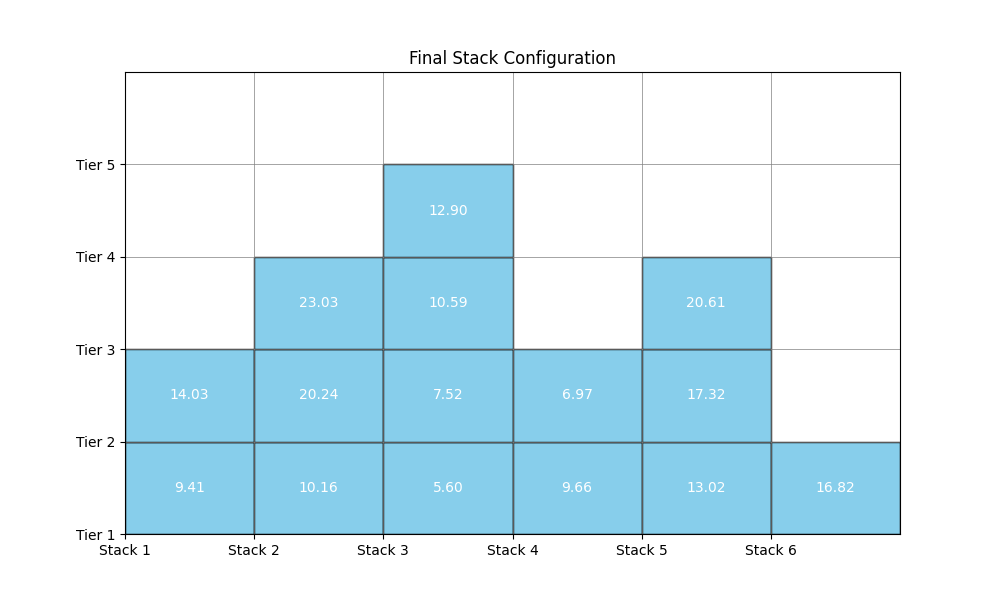 Final Stack Configuration
Tier 5
12.90
Tier 4
23.03 10.59 20.61
Tier 3
14.03 20.24 7.52 6.97 17.32
Tier 2
9.41 10.16 5.60 9.66 13.02 16.82
Tier 1
Stack 1 Stack 2 Stack 3 Stack 4 Stack 5 Stack 6